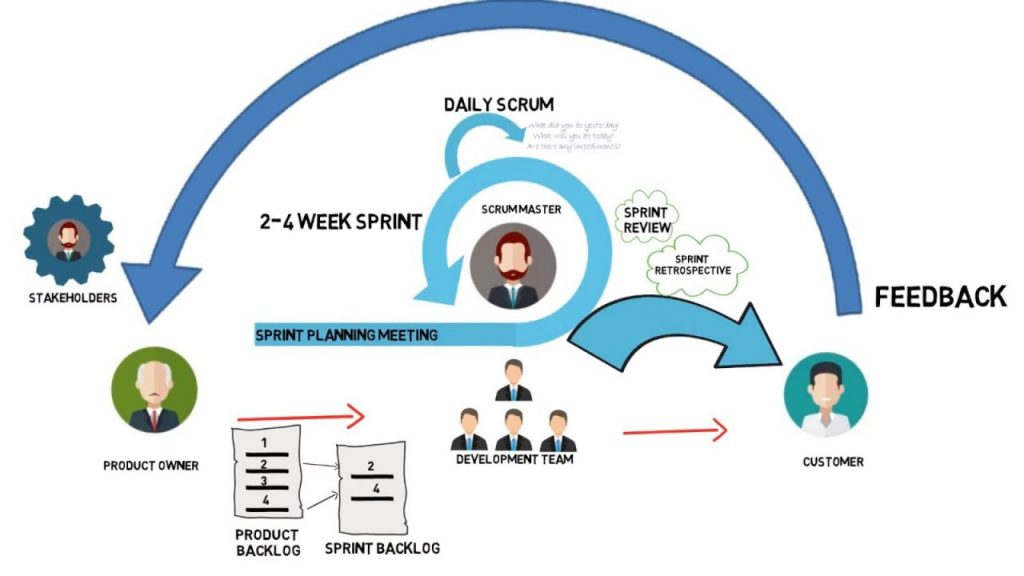 DAILY SCRUM
What did you do yesterday?
What will you do today?
Are there any impediments?
2-4 WEEK SPRINT
SCRUMMASTER
SPRINT
REVIEW
SPRINT
RETROSPECTIVE
STAKEHOLDERS
FEEDBACK
SPRINT PLANNING MEETING
PRODUCT OWNER
DEVELOPMENT TEAM
CUSTOMER
1
2
3
4
2
4
PRODUCT
BACKLOG
SPRINT BACKLOG